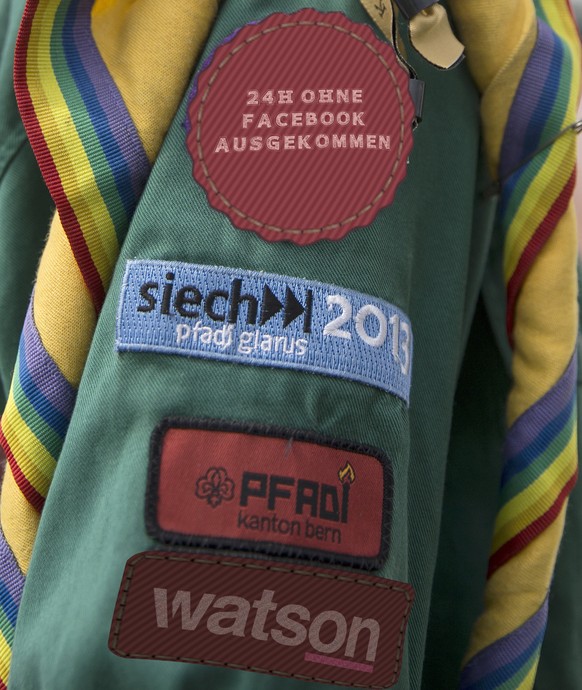 24H OHNE
FACEBOOK
AUSGEKOMMEN
siech 2013
pfadi glarus
PFADI
kanton bern
watson